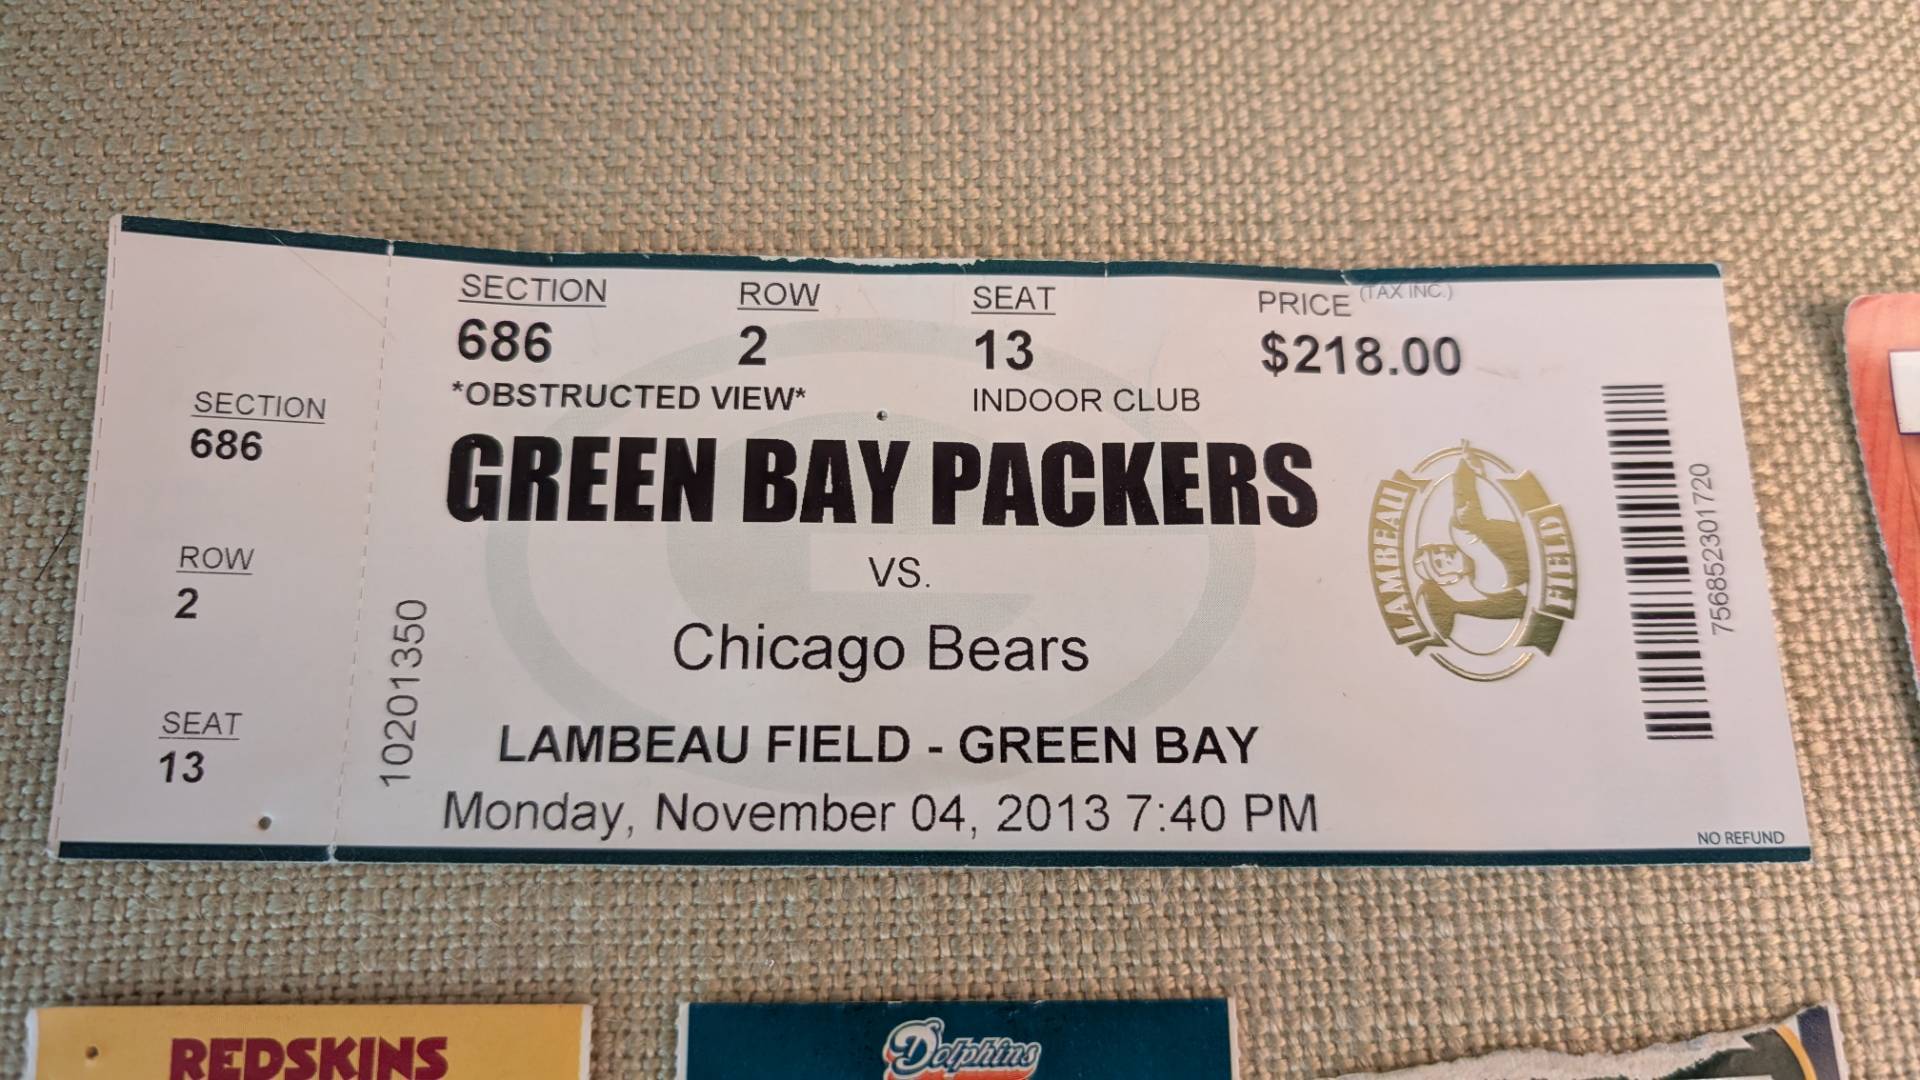 SECTION
686
ROW
2
SEAT
13
10201350
SECTION ROW SEAT PRICE (TAX INC.)
686 2 13 $218.00
*OBSTRUCTED VIEW* INDOOR CLUB
GREEN BAY PACKERS
VS.
Chicago Bears
LAMBEAU FIELD - GREEN BAY
Monday, November 04, 2013 7:40 PM
LAMBEAU FIELD
756852301720
NO REFUND
REDSKINS
Dolphins